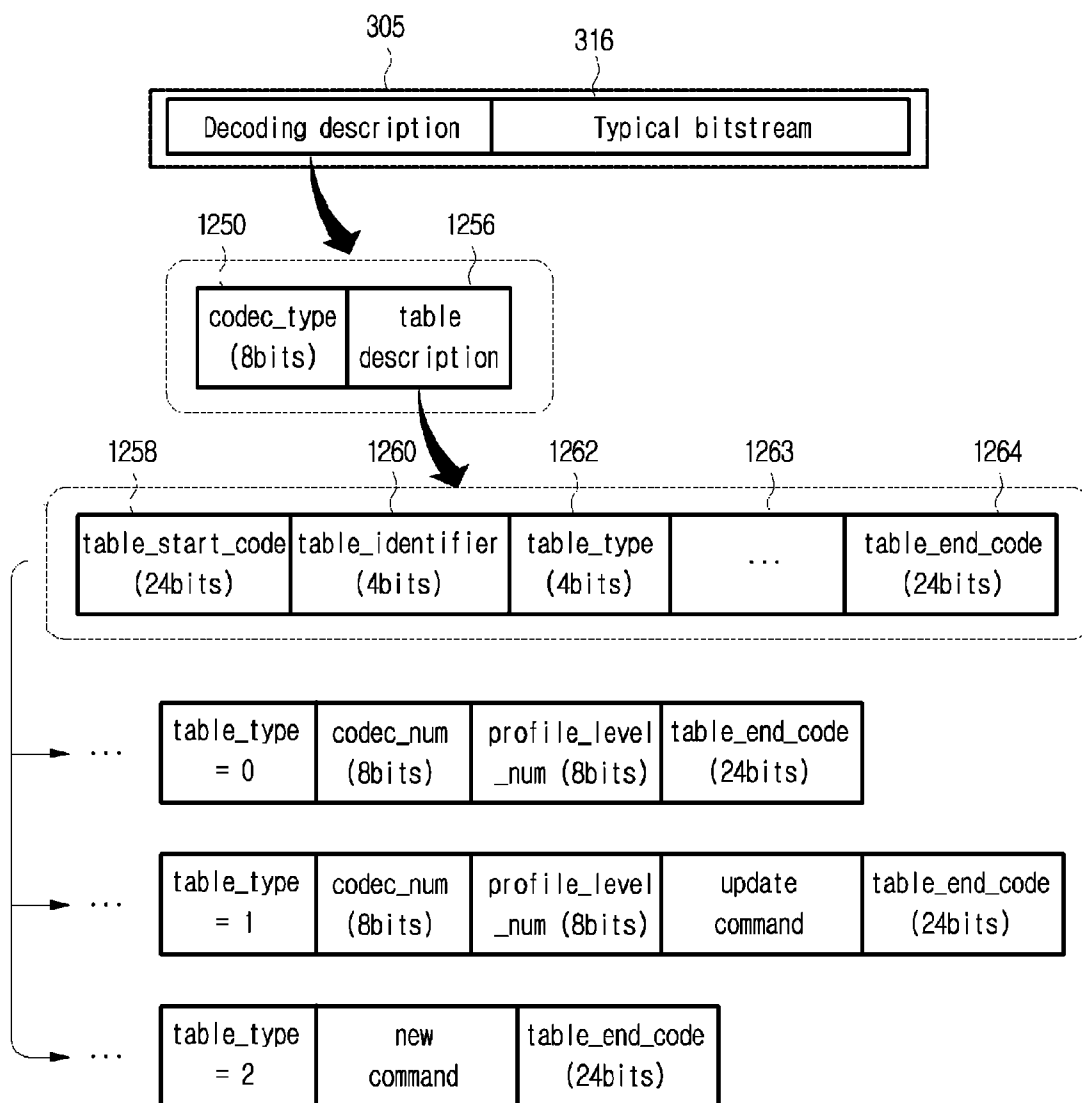 305 316
Decoding description Typical bitstream
1250 1256
codec_type table
(8bits) description
1258 1260 1262 1263 1264
table_start_code table_identifier table_type ... table_end_code
(24bits) (4bits) (4bits) (24bits)
table_type codec_num profile_level table_end_code
... = 0 (8bits) _num (8bits) (24bits)
table_type codec_num profile_level update table_end_code
... = 1 (8bits) _num (8bits) command (24bits)
table_type new table_end_code
... = 2 command (24bits)